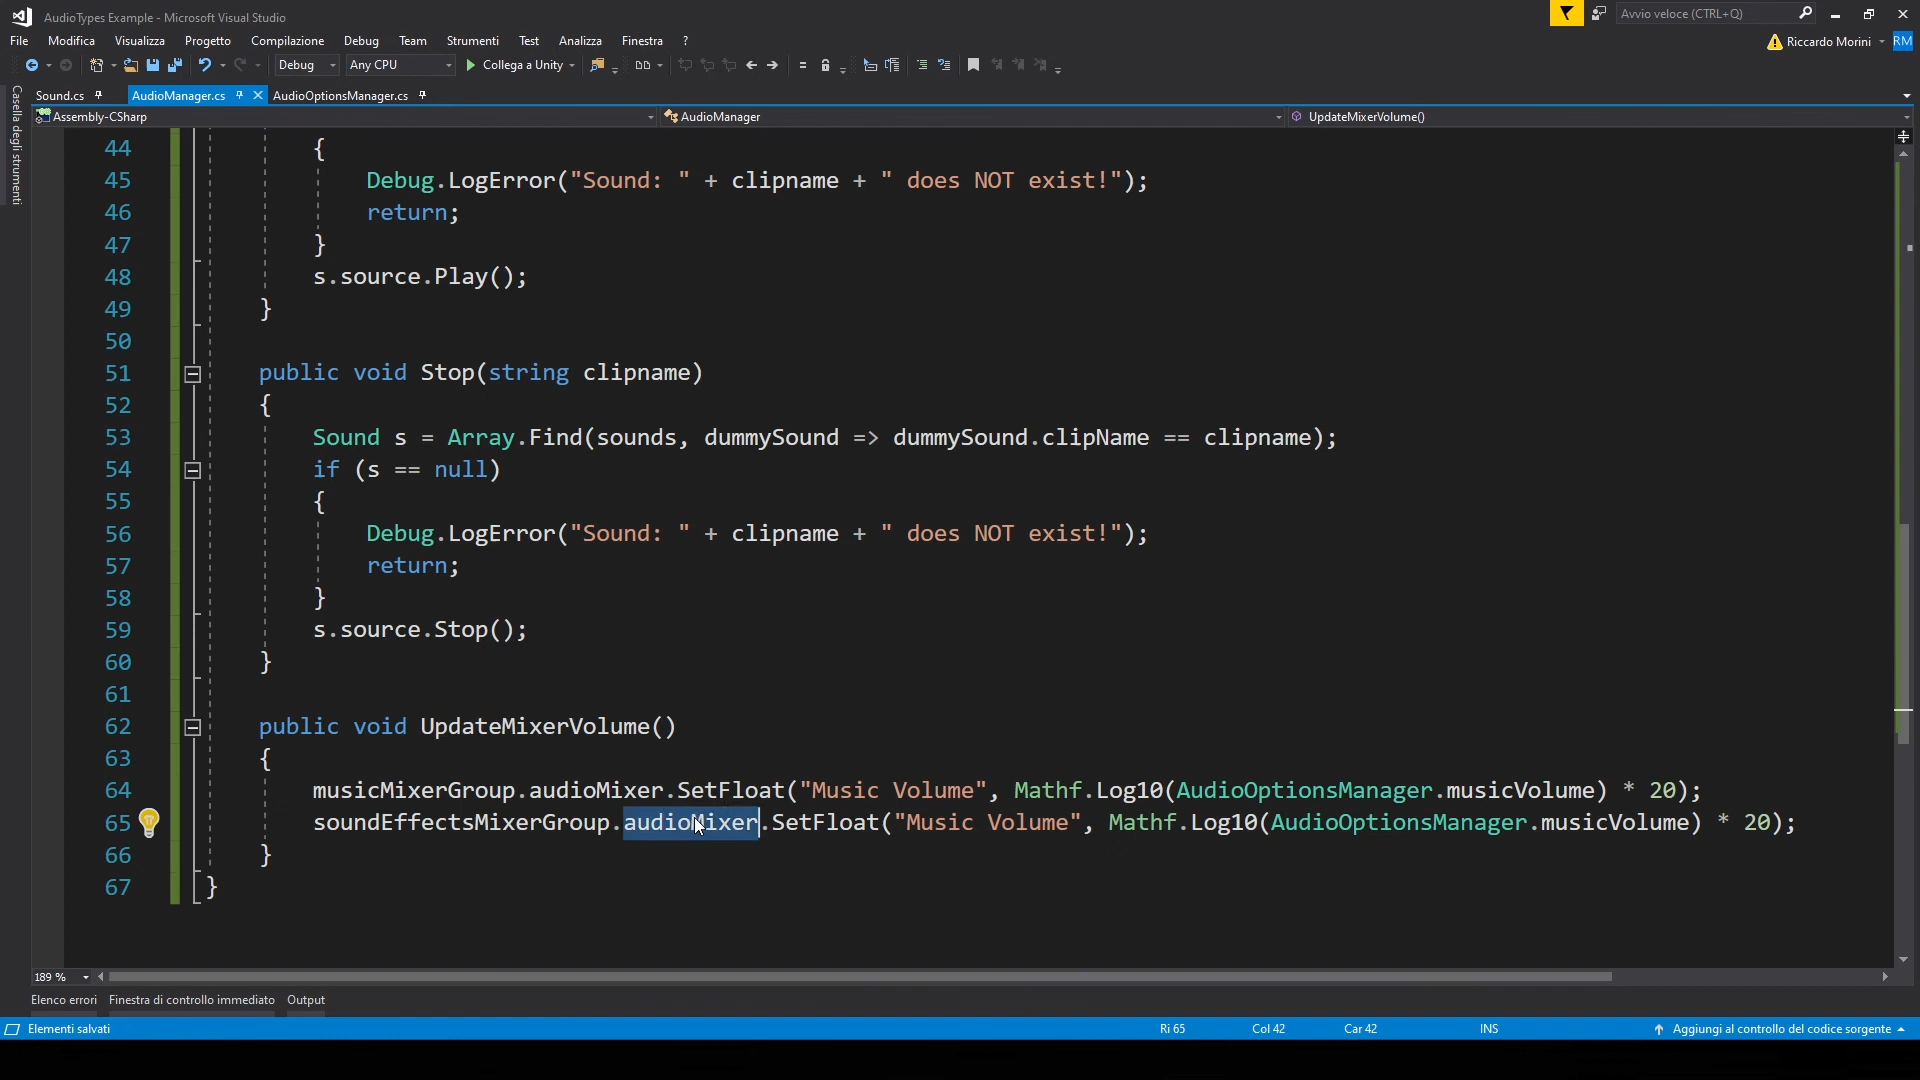 AudioTypes Example - Microsoft Visual Studio
Avvio veloce (CTRL+Q)
File Modifica Visualizza Progetto Compilazione Debug Team Strumenti Test Analizza Finestra ?
Riccardo Morini RM
Debug Any CPU Collega a Unity
Sound.cs AudioManager.cs AudioOptionsManager.cs
Casella degli strumenti
Assembly-CSharp AudioManager UpdateMixerVolume()
44 {
45 Debug.LogError("Sound: " + clipname + " does NOT exist!");
46 return;
47 }
48 s.source.Play();
49 }
50
51 public void Stop(string clipname)
52 {
53 Sound s = Array.Find(sounds, dummySound => dummySound.clipName == clipname);
54 if (s == null)
55 {
56 Debug.LogError("Sound: " + clipname + " does NOT exist!");
57 return;
58 }
59 s.source.Stop();
60 }
61
62 public void UpdateMixerVolume()
63 {
64 musicMixerGroup.audioMixer.SetFloat("Music Volume", Mathf.Log10(AudioOptionsManager.musicVolume) * 20);
65 soundEffectsMixerGroup.audioMixer.SetFloat("Music Volume", Mathf.Log10(AudioOptionsManager.musicVolume) * 20);
66 }
67 }
189 %
Elenco errori Finestra di controllo immediato Output
Elementi salvati Ri 65 Col 42 Car 42 INS Aggiungi al controllo del codice sorgente